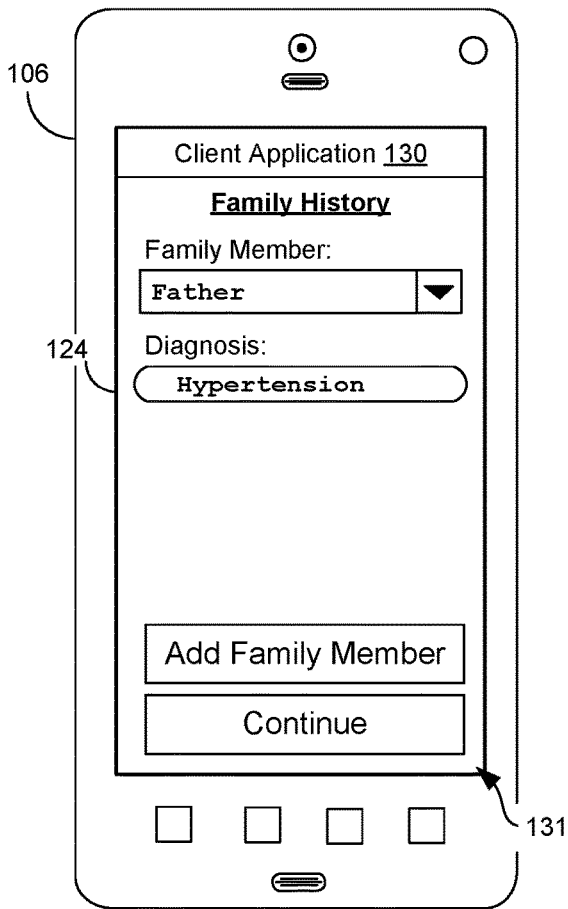 106
Client Application 130
Family History
Family Member:
Father
124
Diagnosis:
Hypertension
Add Family Member
Continue
131